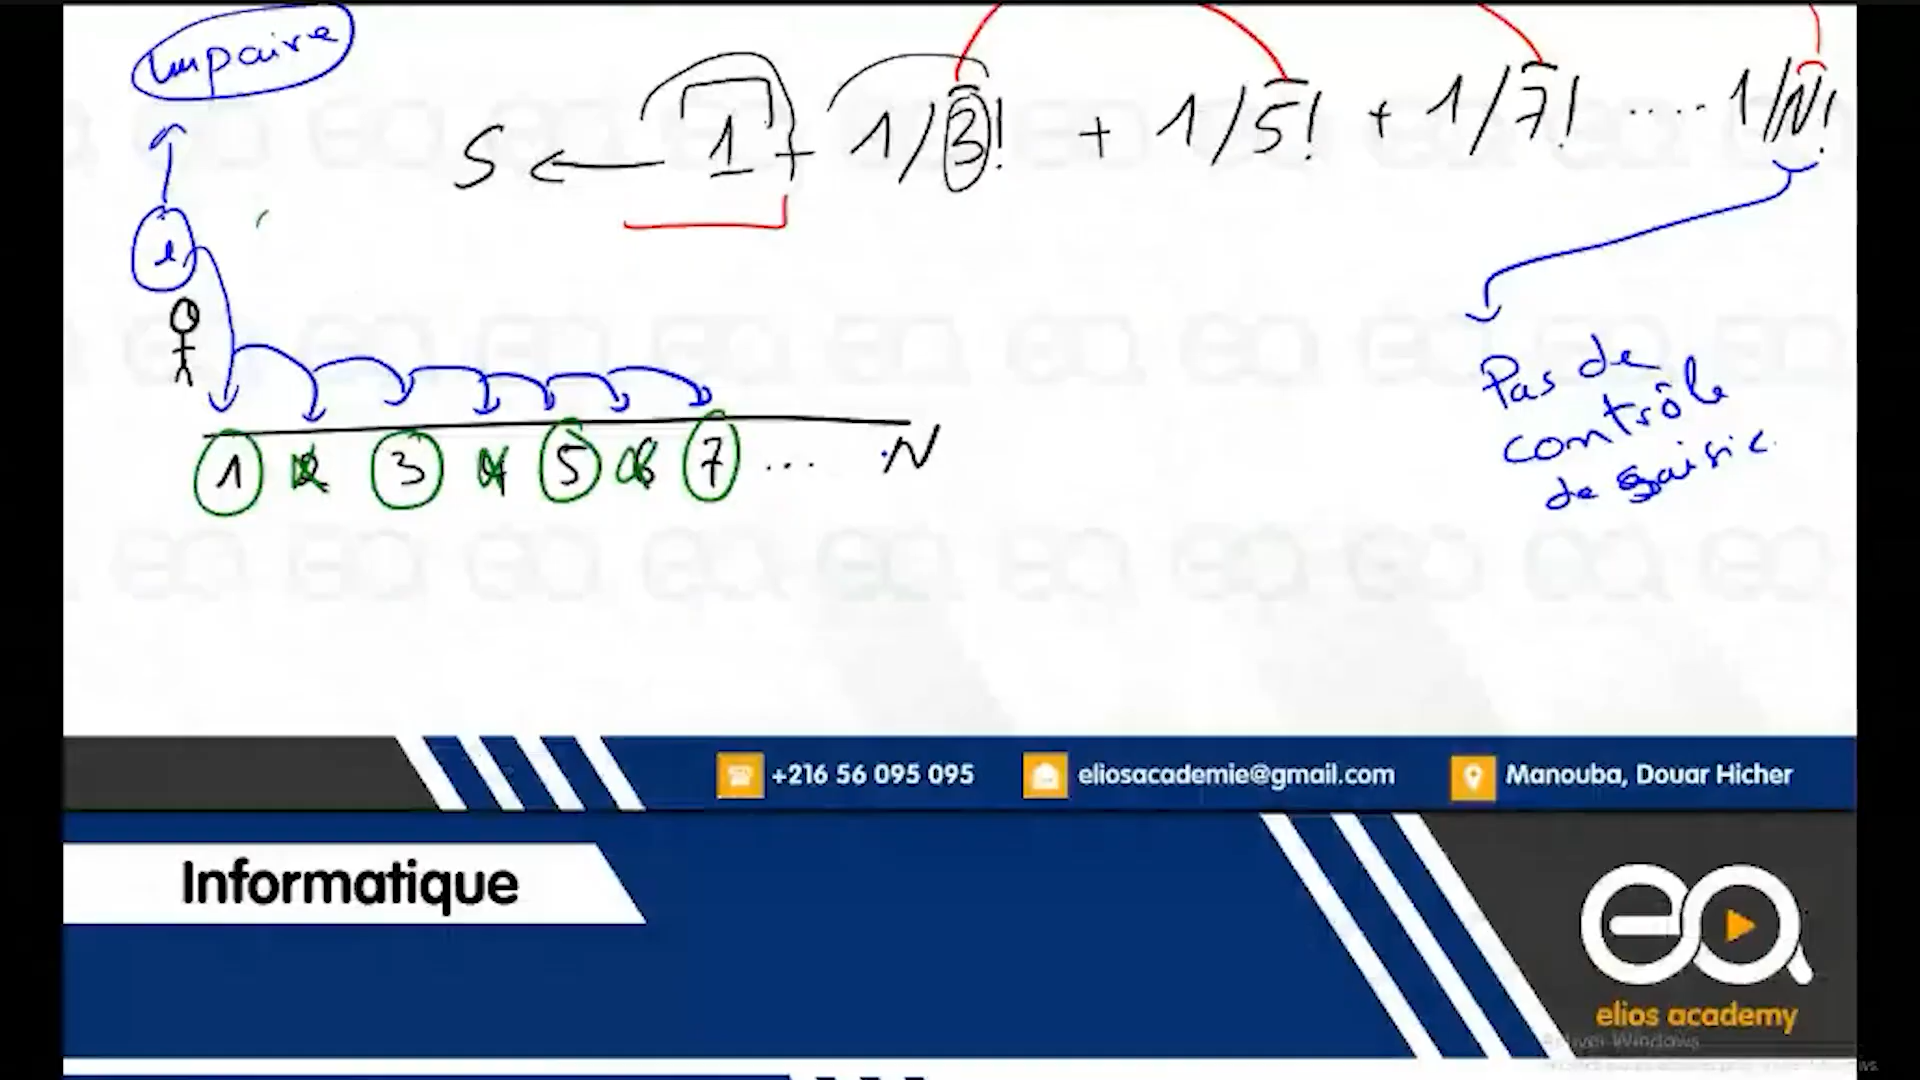 Impaire
S ← 1 + 1/3! + 1/5! + 1/7! .... 1/N!
i
1 2 3 4 5 6 7 ... N
Pas de
contrôle
de saisie.
+216 56 095 095 eliosacademie@gmail.com Manouba, Douar Hicher
Informatique
ea
elios academy